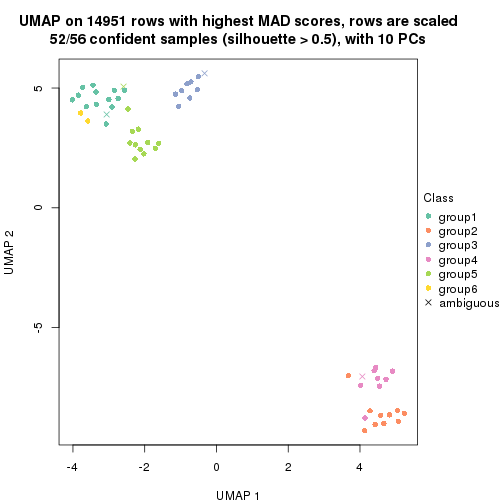 UMAP on 14951 rows with highest MAD scores, rows are scaled
52/56 confident samples (silhouette > 0.5), with 10 PCs
5
0
-5
UMAP 2
-4
-2
0
2
4
UMAP 1
Class
group1
group2
group3
group4
group5
group6
ambiguous